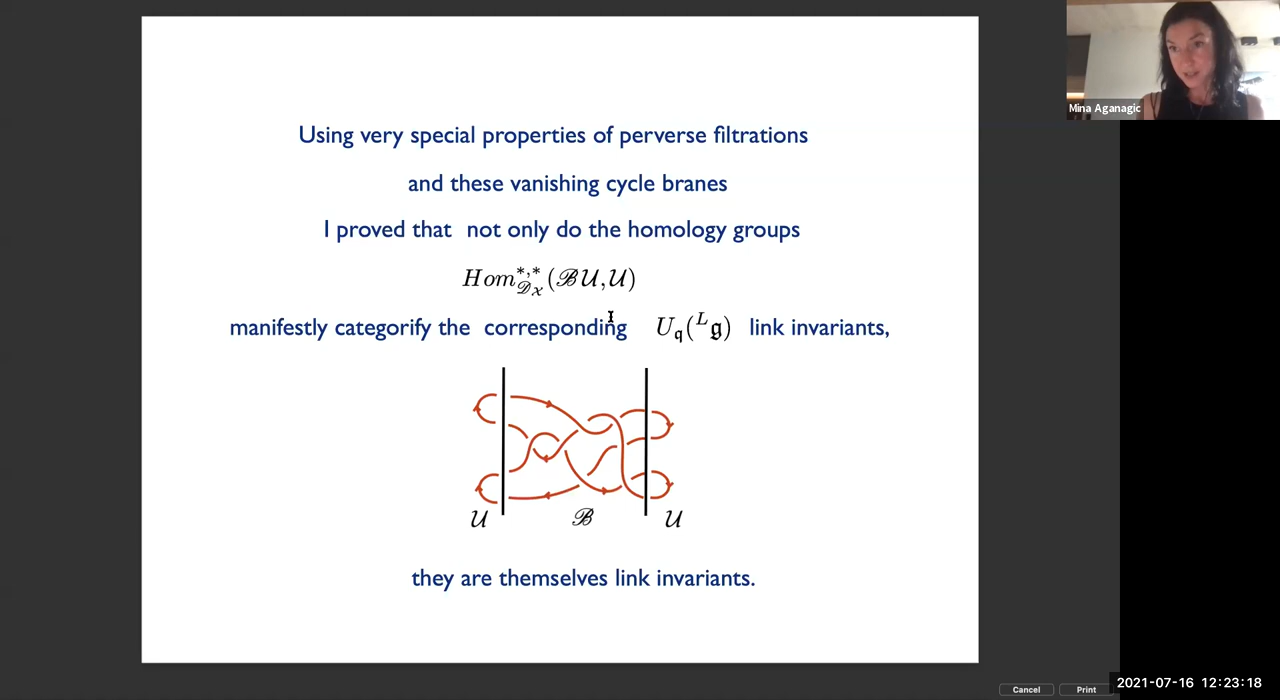 Using very special properties of perverse filtrations
and these vanishing cycle branes
I proved that not only do the homology groups
Hom^{*,*}_{𝒟_𝒳}(ℬ𝒰,𝒰)
manifestly categorify the corresponding U_𝔮(^L𝔤) link invariants,
𝒰 ℬ 𝒰
they are themselves link invariants.
Mina Aganagic
Cancel Print
2021-07-16 12:23:18